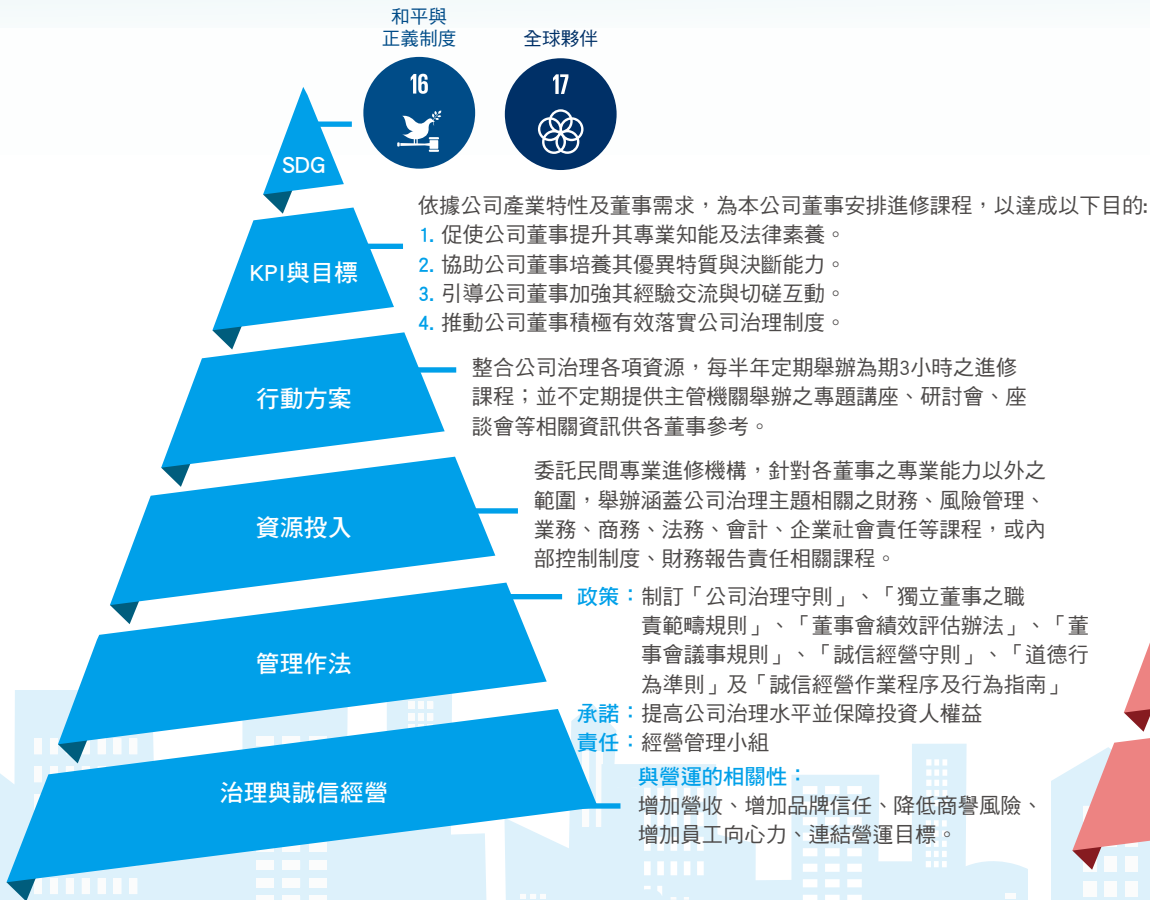 和平與
正義制度
全球夥伴
16
17
SDG
依據公司產業特性及董事需求，為本公司董事安排進修課程，以達成以下目的:
1. 促使公司董事提升其專業知能及法律素養。
KPI與目標
2. 協助公司董事培養其優異特質與決斷能力。
3. 引導公司董事加強其經驗交流與切磋互動。
4. 推動公司董事積極有效落實公司治理制度。
行動方案
整合公司治理各項資源，每半年定期舉辦為期3小時之進修
課程；並不定期提供主管機關舉辦之專題講座、研討會、座
談會等相關資訊供各董事參考。
資源投入
委託民間專業進修機構，針對各董事之專業能力以外之
範圍，舉辦涵蓋公司治理主題相關之財務、風險管理、
業務、商務、法務、會計、企業社會責任等課程，或內
部控制制度、財務報告責任相關課程。
管理作法
政策：制訂「公司治理守則」、「獨立董事之職
責範疇規則」、「董事會績效評估辦法」、「董
事會議事規則」、「誠信經營守則」、「道德行
為準則」及「誠信經營作業程序及行為指南」
承諾：提高公司治理水平並保障投資人權益
責任：經營管理小組
治理與誠信經營
與營運的相關性：
增加營收、增加品牌信任、降低商譽風險、
增加員工向心力、連結營運目標。